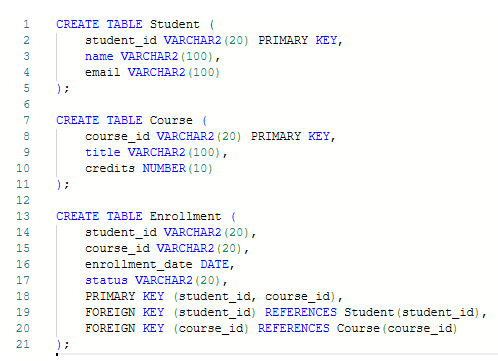 1 CREATE TABLE Student (
2 student_id VARCHAR2(20) PRIMARY KEY,
3 name VARCHAR2(100),
4 email VARCHAR2(100)
5 );
6
7 CREATE TABLE Course (
8 course_id VARCHAR2(20) PRIMARY KEY,
9 title VARCHAR2(100),
10 credits NUMBER(10)
11 );
12
13 CREATE TABLE Enrollment (
14 student_id VARCHAR2(20),
15 course_id VARCHAR2(20),
16 enrollment_date DATE,
17 status VARCHAR2(20),
18 PRIMARY KEY (student_id, course_id),
19 FOREIGN KEY (student_id) REFERENCES Student(student_id),
20 FOREIGN KEY (course_id) REFERENCES Course(course_id)
21 );